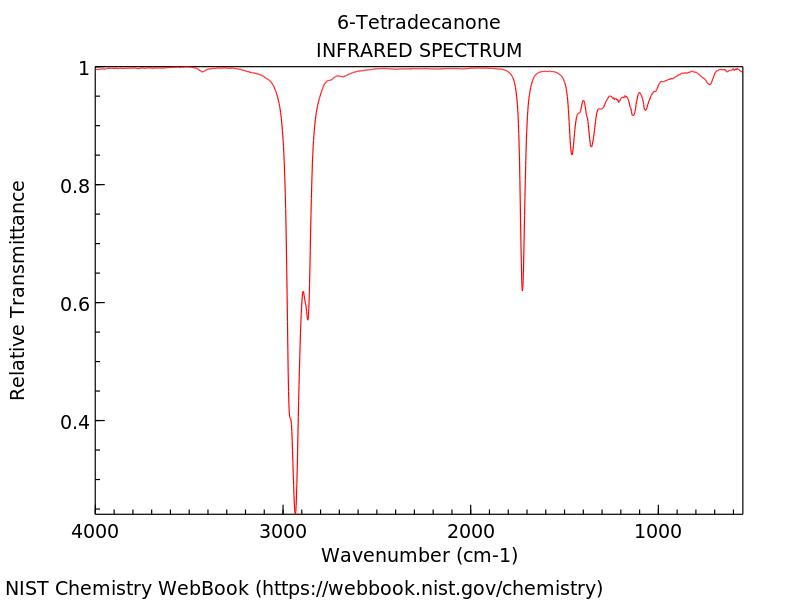 6-Tetradecanone
INFRARED SPECTRUM
1
0.8
0.6
0.4
Relative Transmittance
4000 3000 2000 1000
Wavenumber (cm-1)
NIST Chemistry WebBook (https://webbook.nist.gov/chemistry)